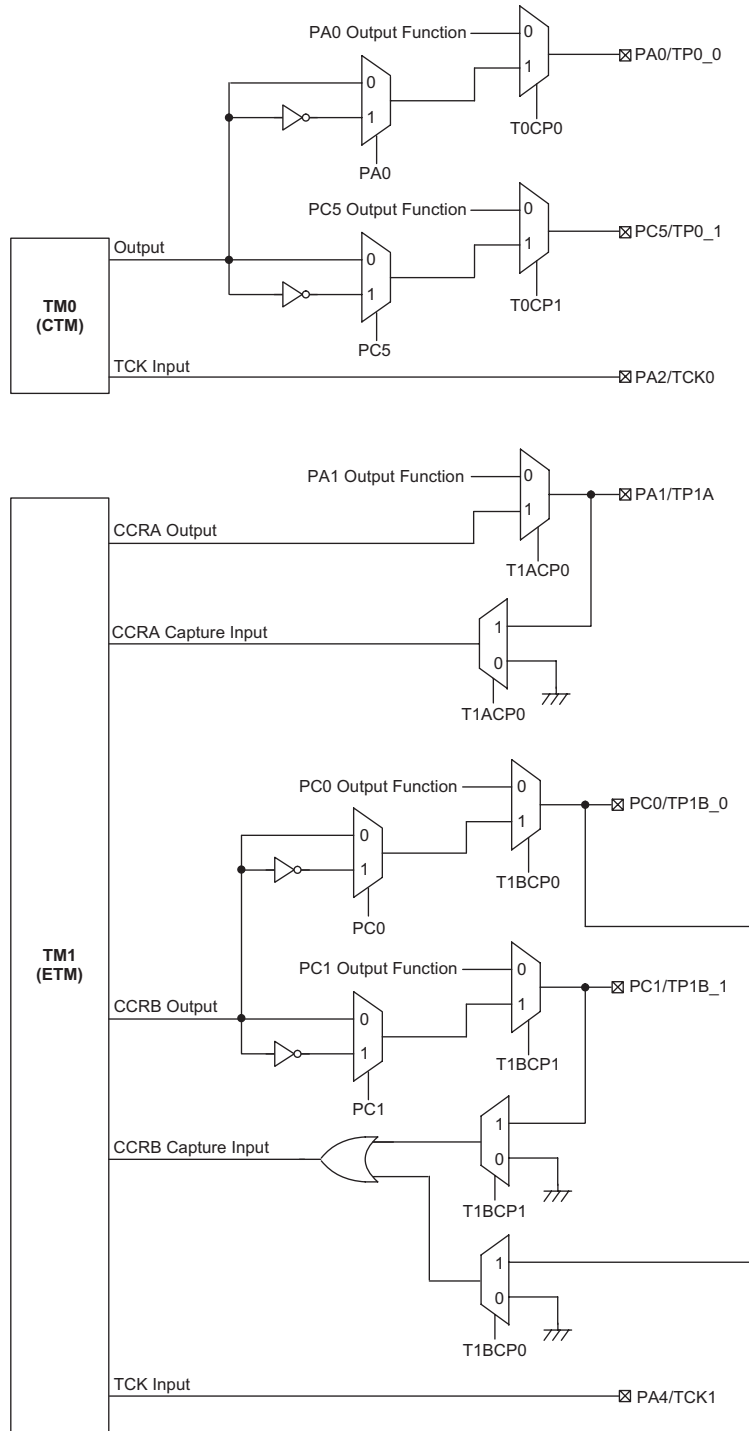 PA0 Output Function
0
1
PA0/TP0_0
T0CP0
0
1
PA0
PC5 Output Function
0
1
PC5/TP0_1
T0CP1
Output
0
1
PC5
TM0
(CTM)
TCK Input
PA2/TCK0
PA1 Output Function
0
1
PA1/TP1A
T1ACP0
CCRA Output
CCRA Capture Input
1
0
T1ACP0
PC0 Output Function
0
1
PC0/TP1B_0
T1BCP0
0
1
PC0
TM1
(ETM)
PC1 Output Function
0
1
PC1/TP1B_1
T1BCP1
CCRB Output
0
1
PC1
CCRB Capture Input
1
0
T1BCP1
1
0
T1BCP0
TCK Input
PA4/TCK1